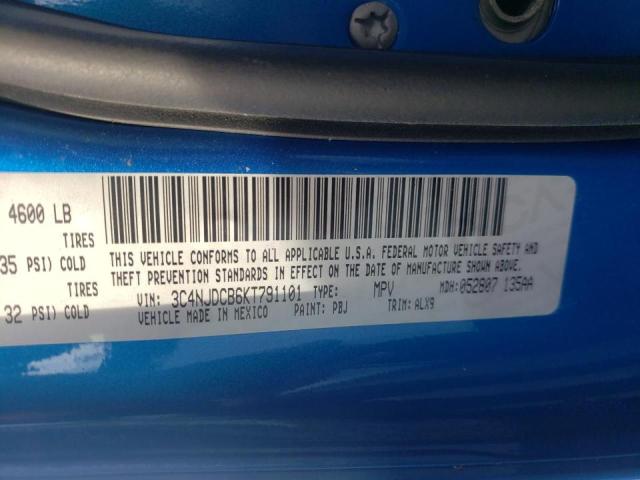 4600 LB
TIRES
35 PSI) COLD
TIRES
32 PSI) COLD
THIS VEHICLE CONFORMS TO ALL APPLICABLE U.S.A. FEDERAL MOTOR VEHICLE SAFETY AND
THEFT PREVENTION STANDARDS IN EFFECT ON THE DATE OF MANUFACTURE SHOWN ABOVE.
VIN: 3C4NJDCB6KT791101 TYPE: MPV MDH:052807 135AA
VEHICLE MADE IN MEXICO PAINT: PBJ TRIM: ALX9